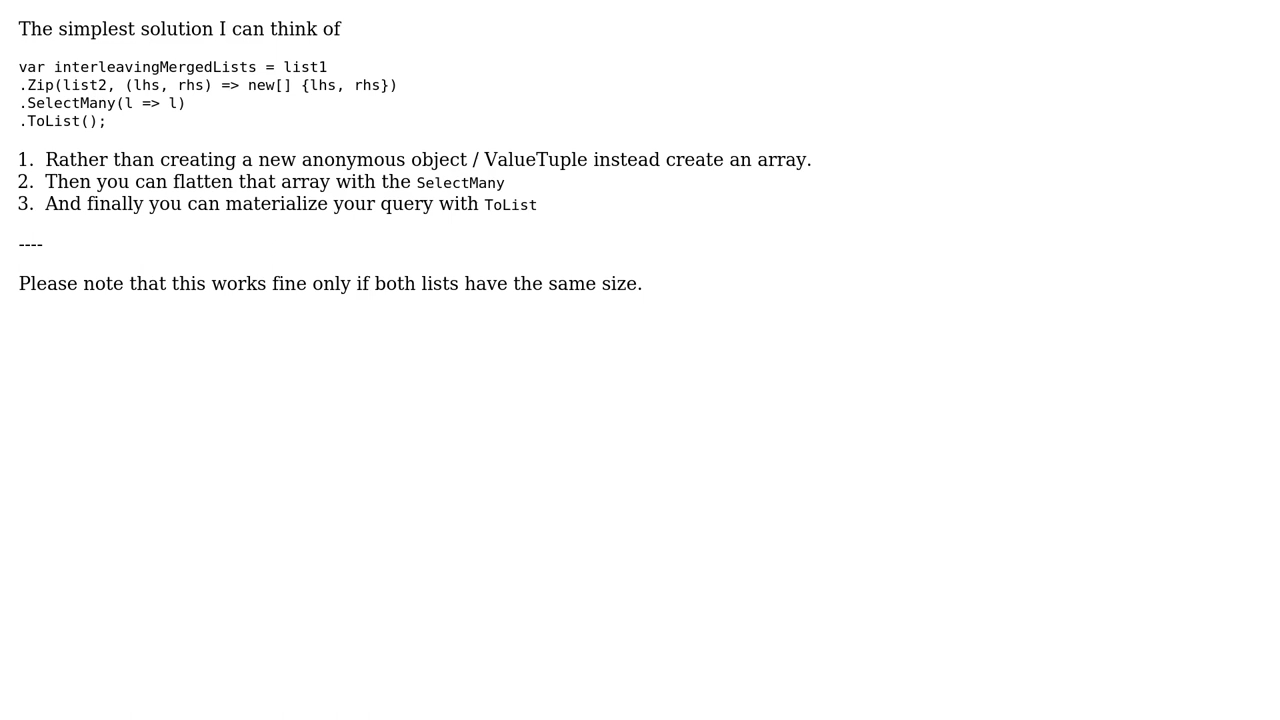 The simplest solution I can think of
var interleavingMergedLists = list1
.Zip(list2, (lhs, rhs) => new[] {lhs, rhs})
.SelectMany(l => l)
.ToList();
1. Rather than creating a new anonymous object / ValueTuple instead create an array.
2. Then you can flatten that array with the SelectMany
3. And finally you can materialize your query with ToList
----
Please note that this works fine only if both lists have the same size.